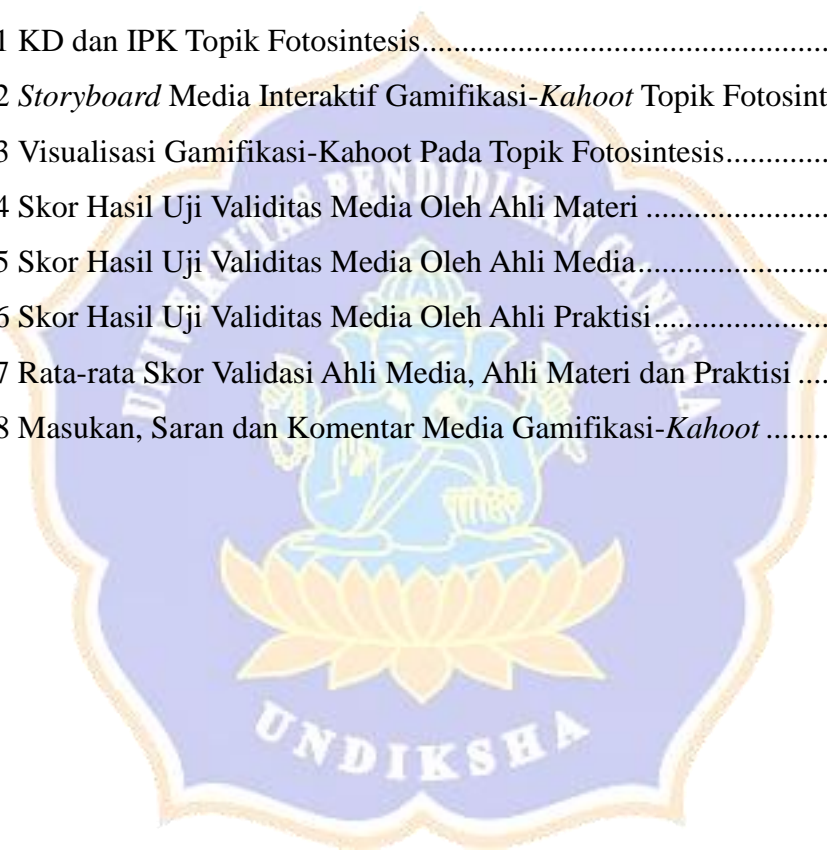 1 KD dan IPK Topik Fotosintesis......................................................
2 Storyboard Media Interaktif Gamifikasi-Kahoot Topik Fotosint
3 Visualisasi Gamifikasi-Kahoot Pada Topik Fotosintesis.............
4 Skor Hasil Uji Validitas Media Oleh Ahli Materi ........................
5 Skor Hasil Uji Validitas Media Oleh Ahli Media.........................
6 Skor Hasil Uji Validitas Media Oleh Ahli Praktisi.......................
7 Rata-rata Skor Validasi Ahli Media, Ahli Materi dan Praktisi ....
8 Masukan, Saran dan Komentar Media Gamifikasi-Kahoot ........
UNIVERSITAS PENDIDIKAN GANESHA
UNDIKSHA